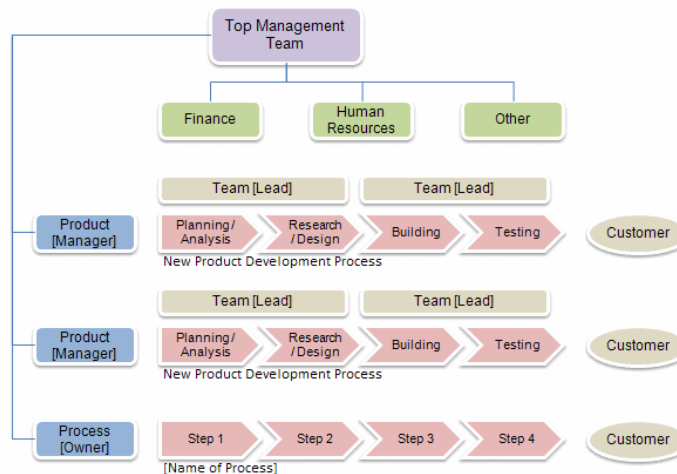 Top Management
Team
Finance
Human
Resources
Other
Team [Lead]
Team [Lead]
Product
[Manager]
Planning/
Analysis
Research
/Design
Building
Testing
Customer
New Product Development Process
Team [Lead]
Team [Lead]
Product
[Manager]
Planning/
Analysis
Research
/Design
Building
Testing
Customer
New Product Development Process
Process
[Owner]
Step 1
Step 2
Step 3
Step 4
Customer
[Name of Process]